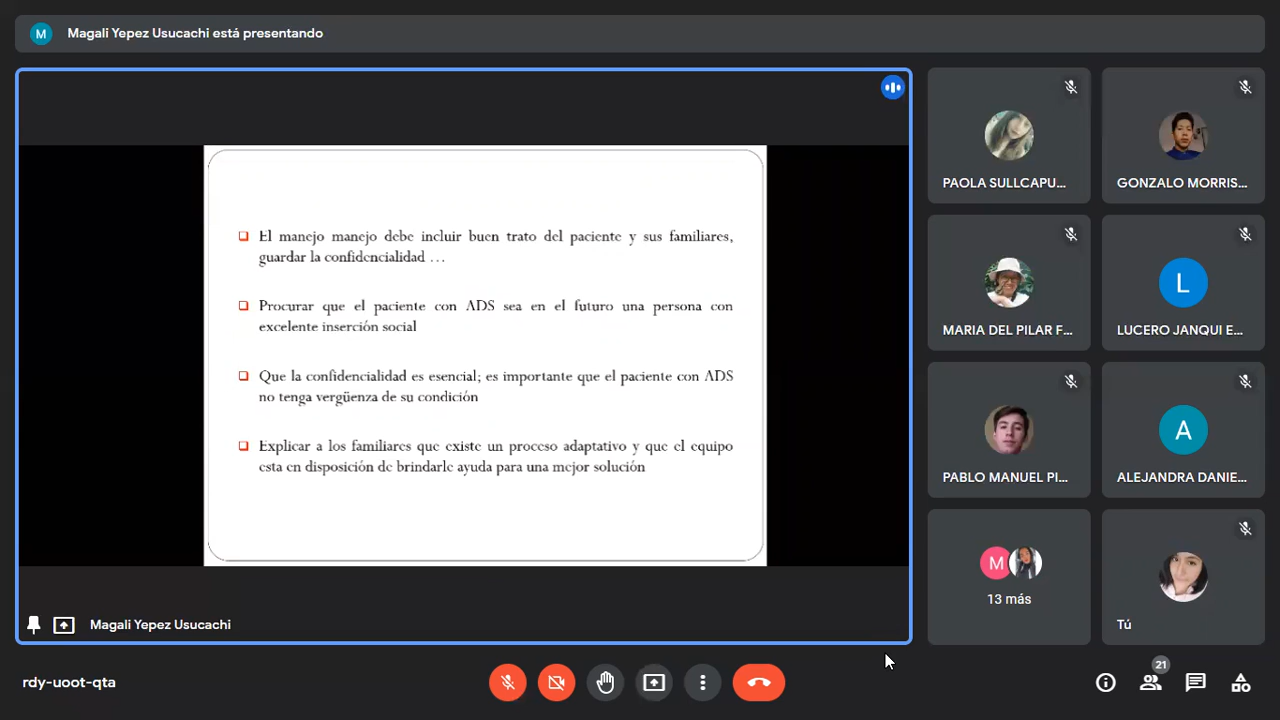 M
Magali Yepez Usucachi está presentando
El manejo manejo debe incluir buen trato del paciente y sus familiares,
guardar la confidencialidad …
Procurar que el paciente con ADS sea en el futuro una persona con
excelente inserción social
Que la confidencialidad es esencial; es importante que el paciente con ADS
no tenga vergüenza de su condición
Explicar a los familiares que existe un proceso adaptativo y que el equipo
esta en disposición de brindarle ayuda para una mejor solución
Magali Yepez Usucachi
PAOLA SULLCAPU...
GONZALO MORRIS...
MARIA DEL PILAR F...
L
LUCERO JANQUI E...
PABLO MANUEL PI...
A
ALEJANDRA DANIE...
M
13 más
Tú
rdy-uoot-qta
21